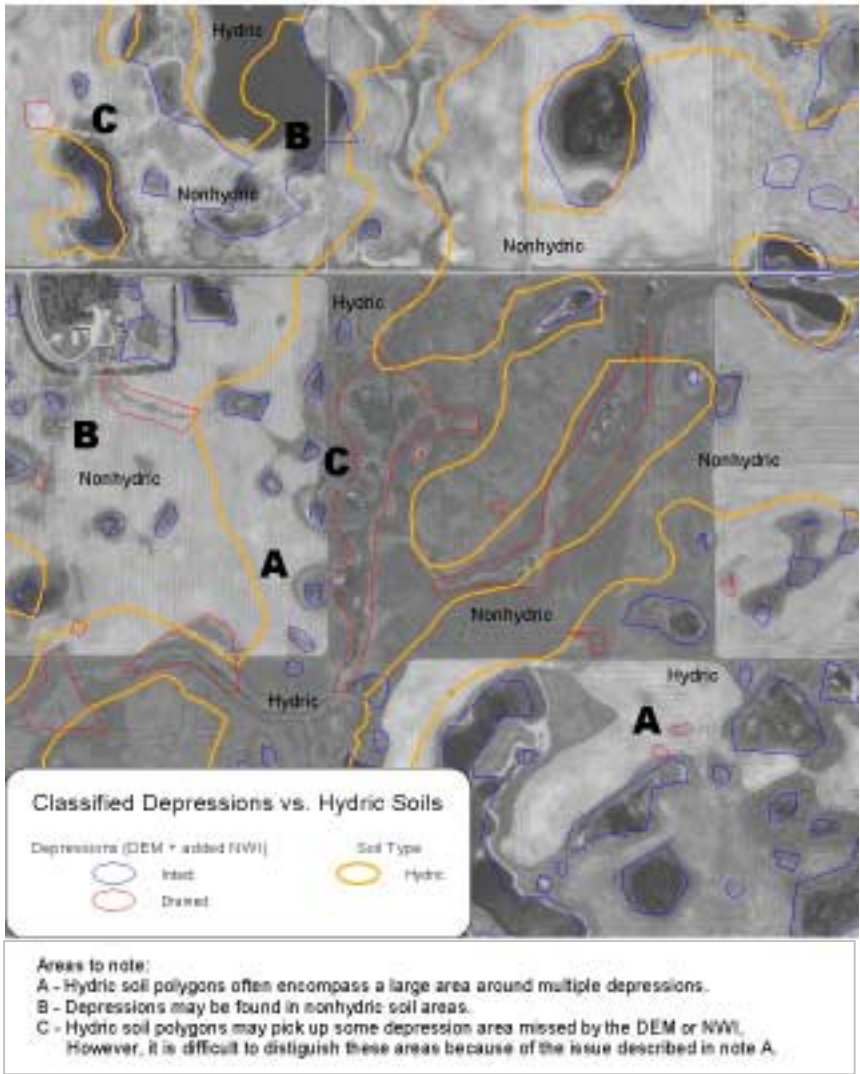 Hydric
C
B
Nonhydric
Nonhydric
Hydric
B
C
Nonhydric
Nonhydric
A
Nonhydric
Hydric
Hydric
A
Classified Depressions vs. Hydric Soils
Depressions (DEM + added NWI)
Soil Type
Intact
Hydric
Drained
Areas to note:
A - Hydric soil polygons often encompass a large area around multiple depressions.
B - Depressions may be found in nonhydric soil areas.
C - Hydric soil polygons may pick up some depression area missed by the DEM or NWI.
However, it is difficult to distiguish these areas because of the issue described in note A.